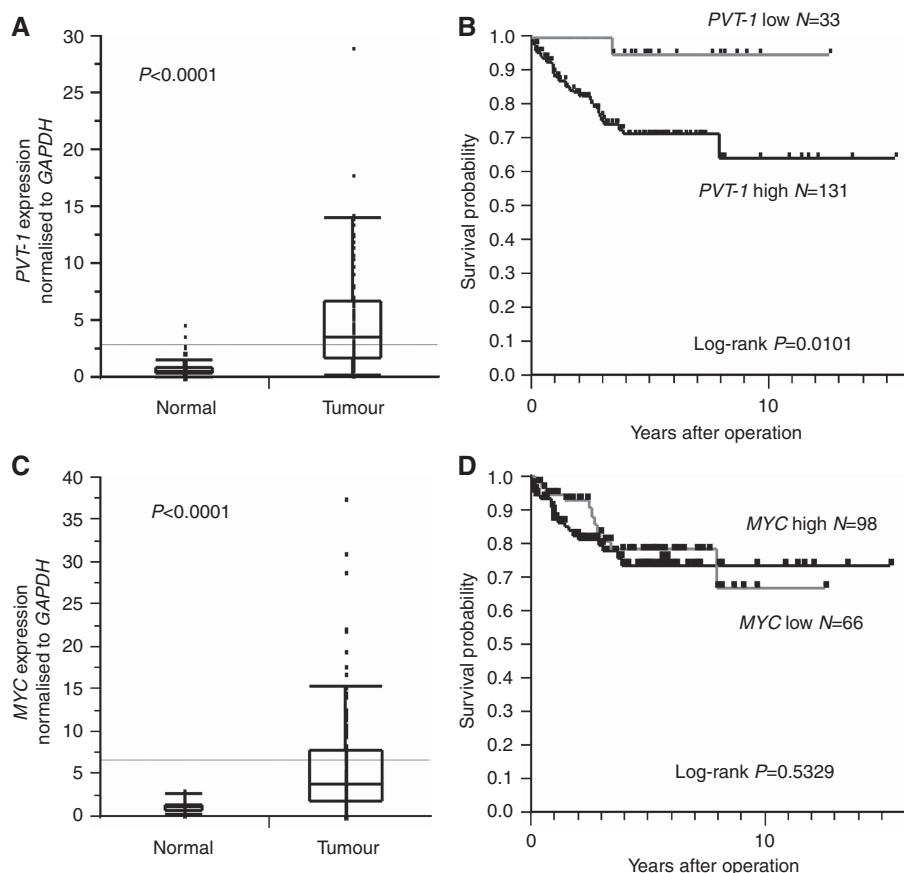 A
PVT-1 expression
normalised to GAPDH
30
25
20
15
10
5
0
P<0.0001
Normal
Tumour
B
Survival probability
1.0
0.9
0.8
0.7
0.6
0.5
0.4
0.3
0.2
0.1
0.0
PVT-1 low N=33
PVT-1 high N=131
Log-rank P=0.0101
0
10
Years after operation
C
MYC expression
normalised to GAPDH
40
35
30
25
20
15
10
5
0
P<0.0001
Normal
Tumour
D
Survival probability
1.0
0.9
0.8
0.7
0.6
0.5
0.4
0.3
0.2
0.1
0.0
MYC high N=98
MYC low N=66
Log-rank P=0.5329
0
10
Years after operation